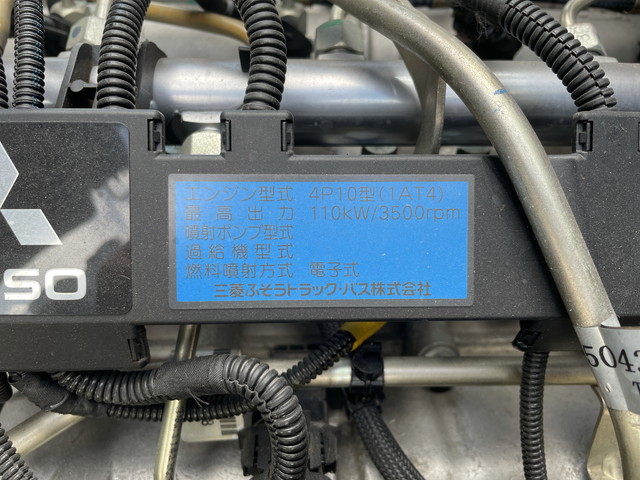 エンジン型式 4P10型(1AT4)
最高出力 110kW/3500rpm
噴射ポンプ型式
過給機型式
燃料噴射方式 電子式
三菱ふそうトラック・バス株式会社
SO
5043